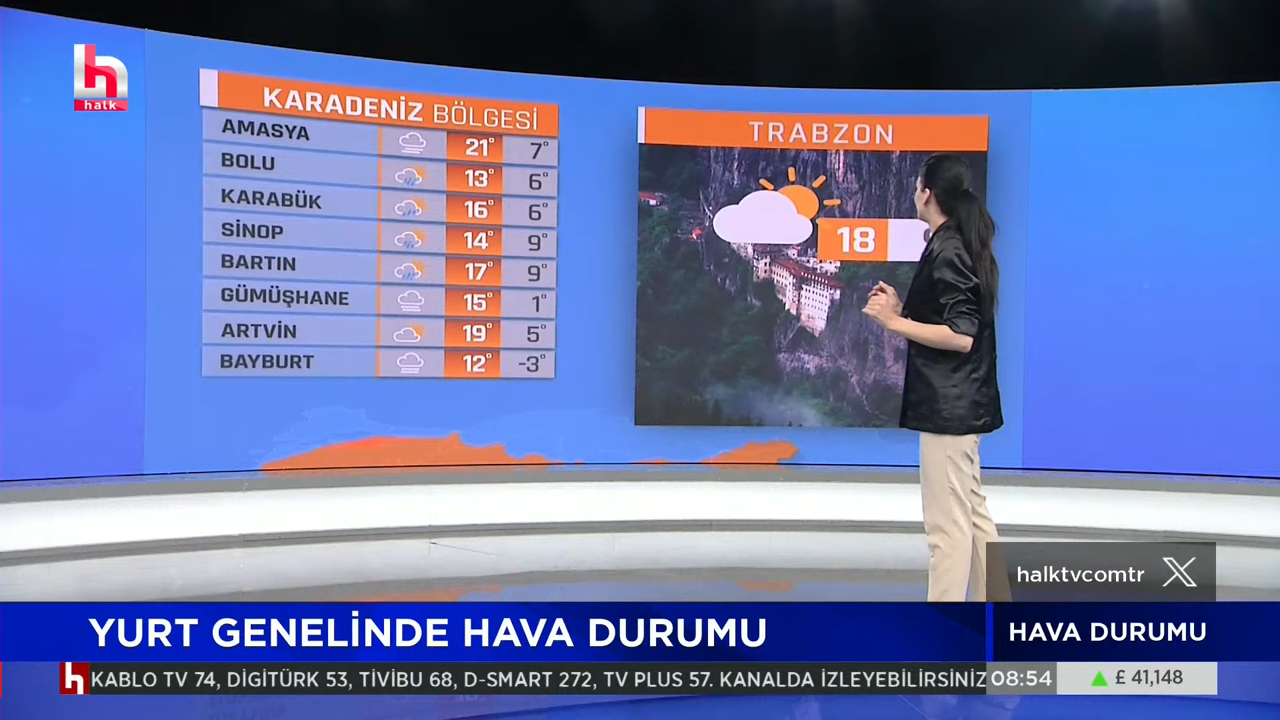 h
halk
KARADENİZ BÖLGESİ
AMASYA 21° 7°
BOLU 13° 6°
KARABÜK 16° 6°
SİNOP 14° 9°
BARTIN 17° 9°
GÜMÜŞHANE 15° 1°
ARTVİN 19° 5°
BAYBURT 12° -3°
TRABZON
18
halktvcomtr X
YURT GENELİNDE HAVA DURUMU
HAVA DURUMU
h KABLO TV 74, DİGİTÜRK 53, TİVİBU 68, D-SMART 272, TV PLUS 57. KANALDA İZLEYEBİLİRSİNİZ 08:54 £ 41,148